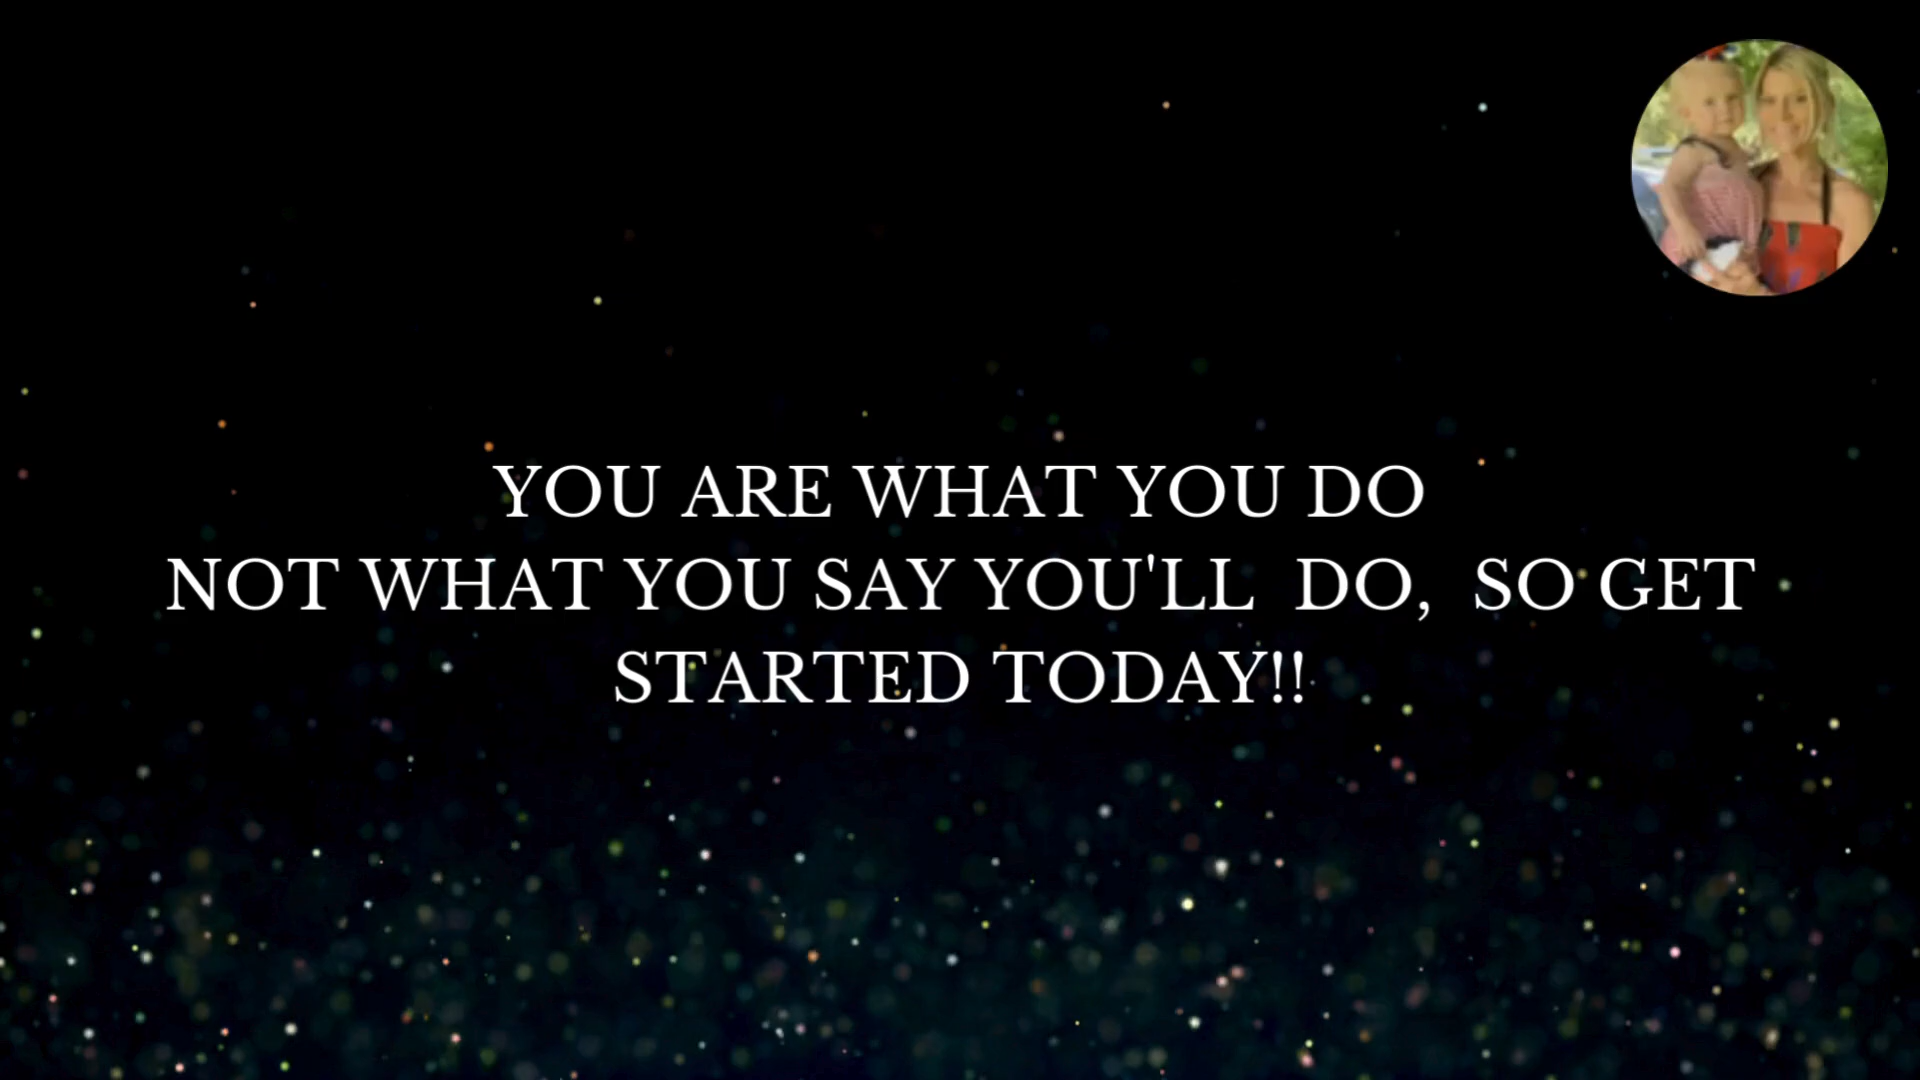 YOU ARE WHAT YOU DO
NOT WHAT YOU SAY YOU'LL  DO,  SO GET
STARTED TODAY!!